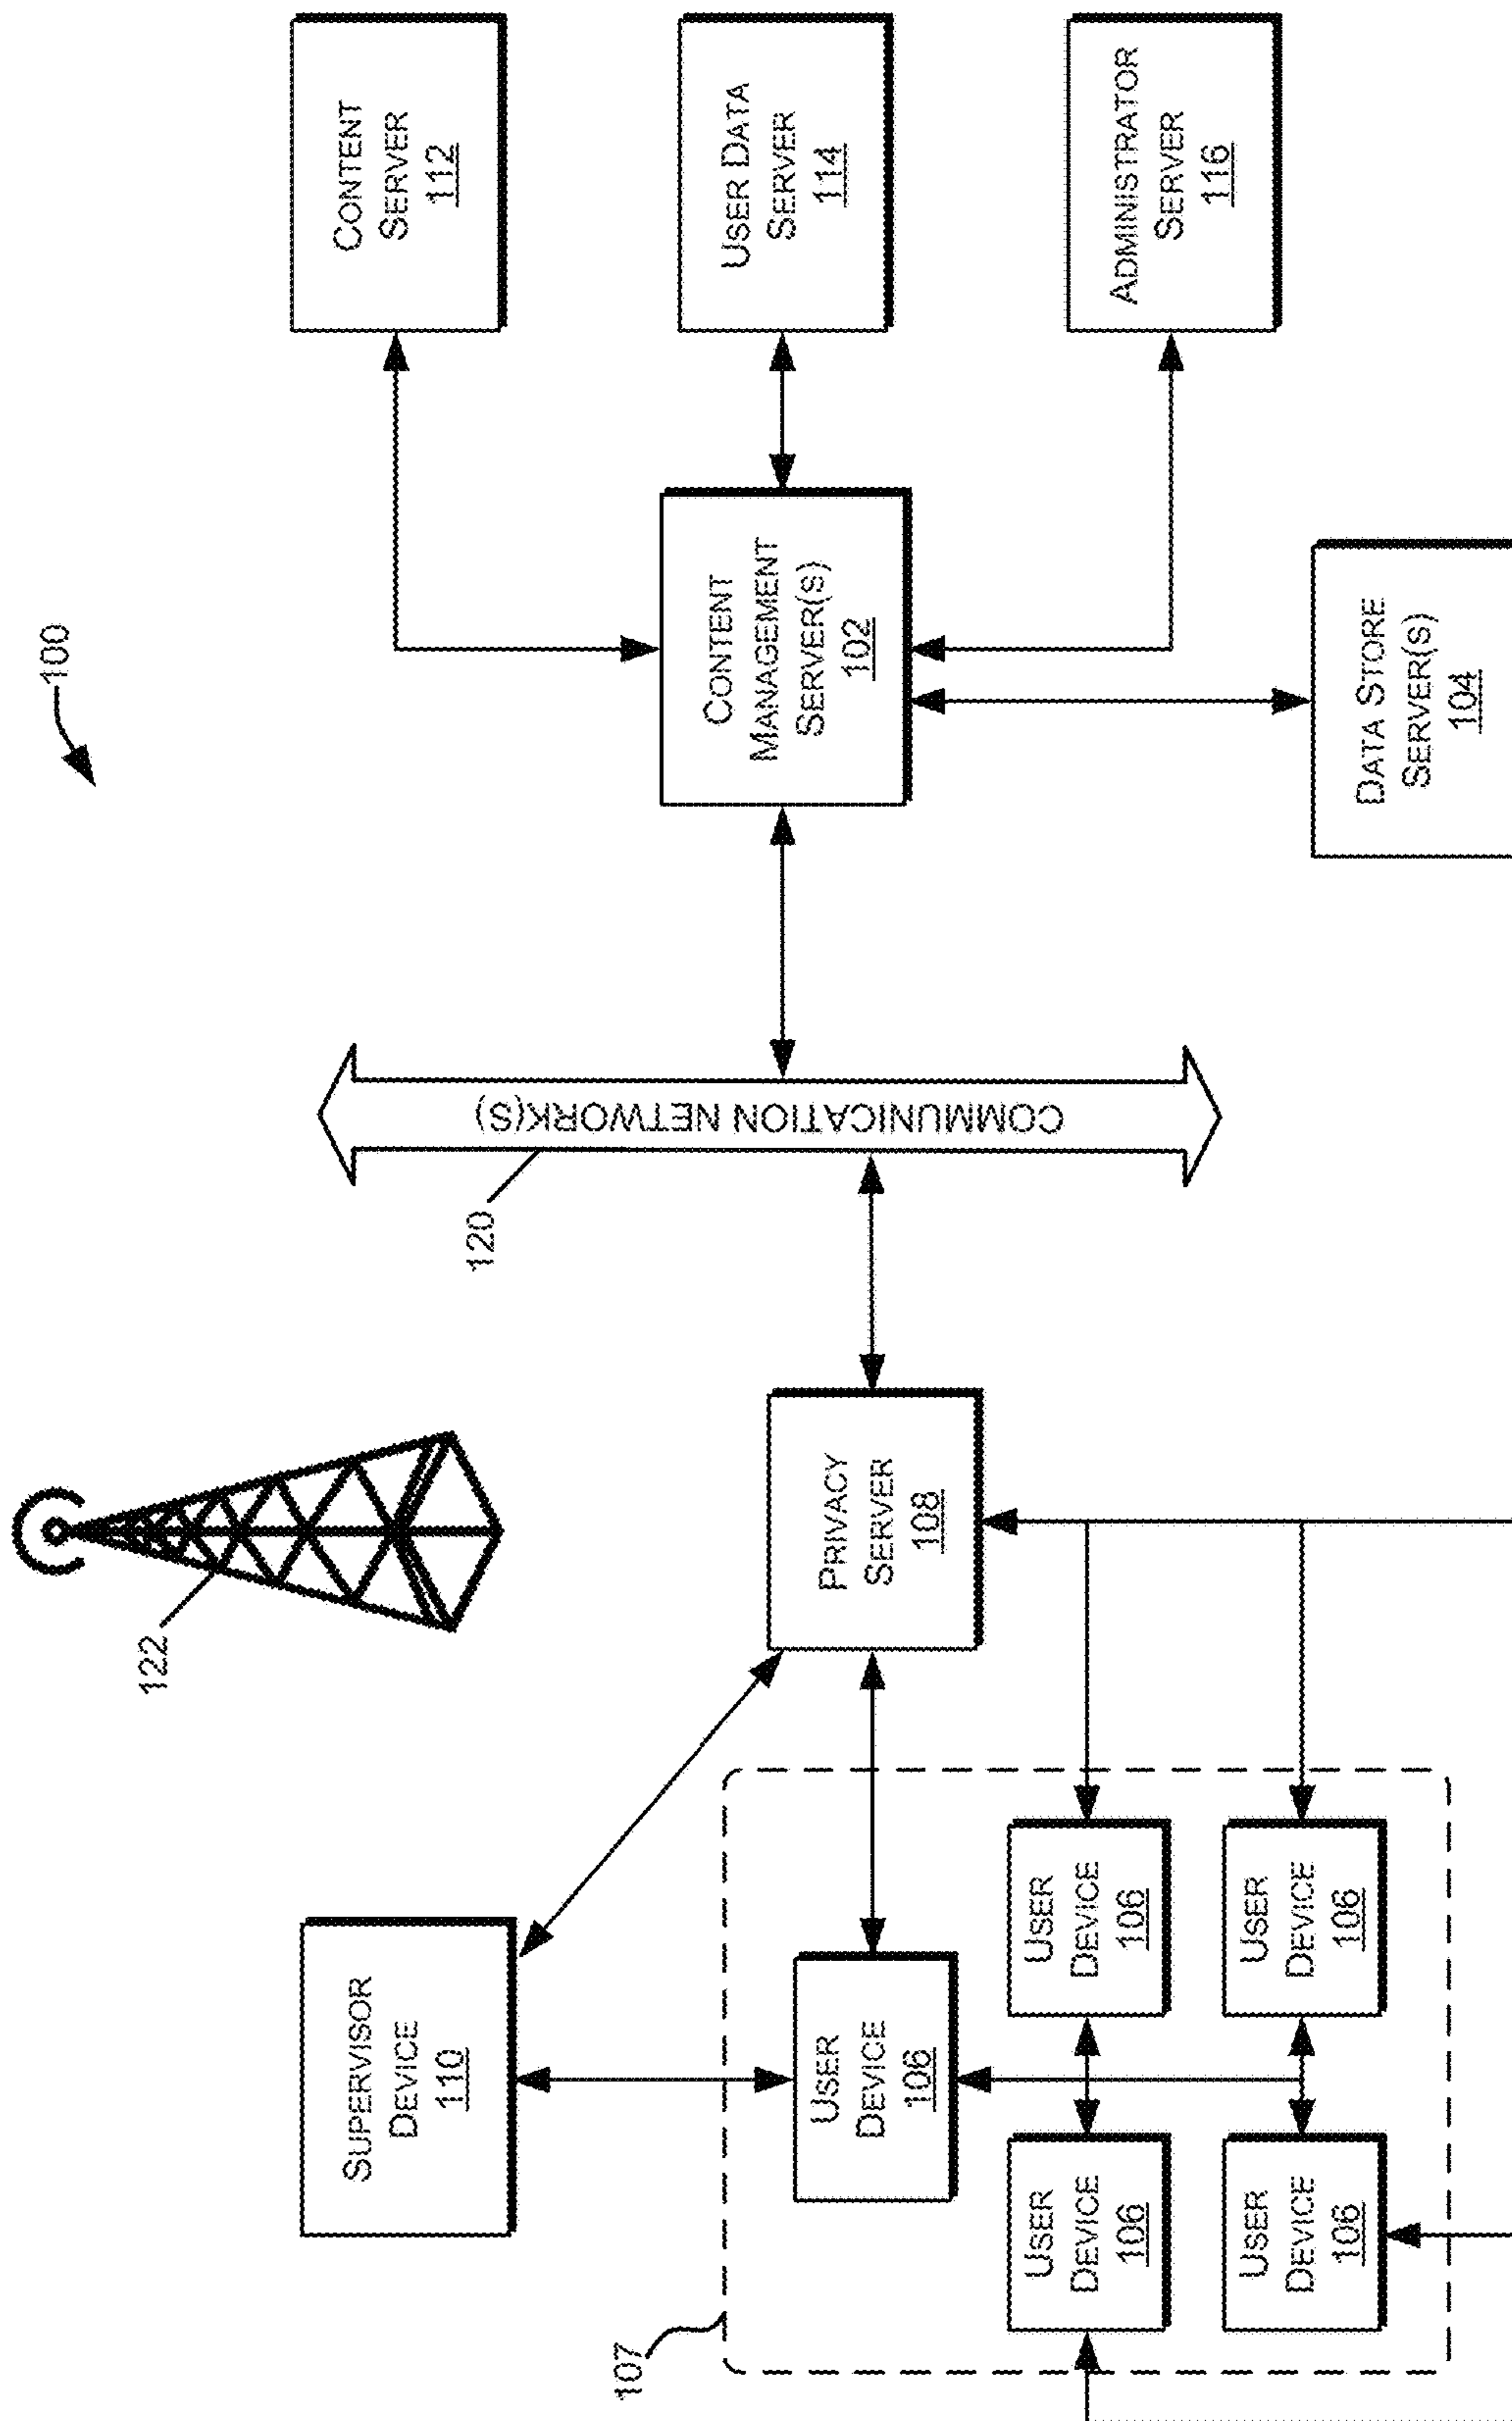 100
CONTENT
SERVER
112
USER DATA
SERVER
114
ADMINISTRATOR
SERVER
116
CONTENT
MANAGEMENT
SERVER(S)
102
DATA STORE
SERVER(S)
104
COMMUNICATION NETWORK(S)
120
122
PRIVACY
SERVER
108
SUPERVISOR
DEVICE
110
107
USER
DEVICE
106
USER
DEVICE
106
USER
DEVICE
106
USER
DEVICE
106
USER
DEVICE
106